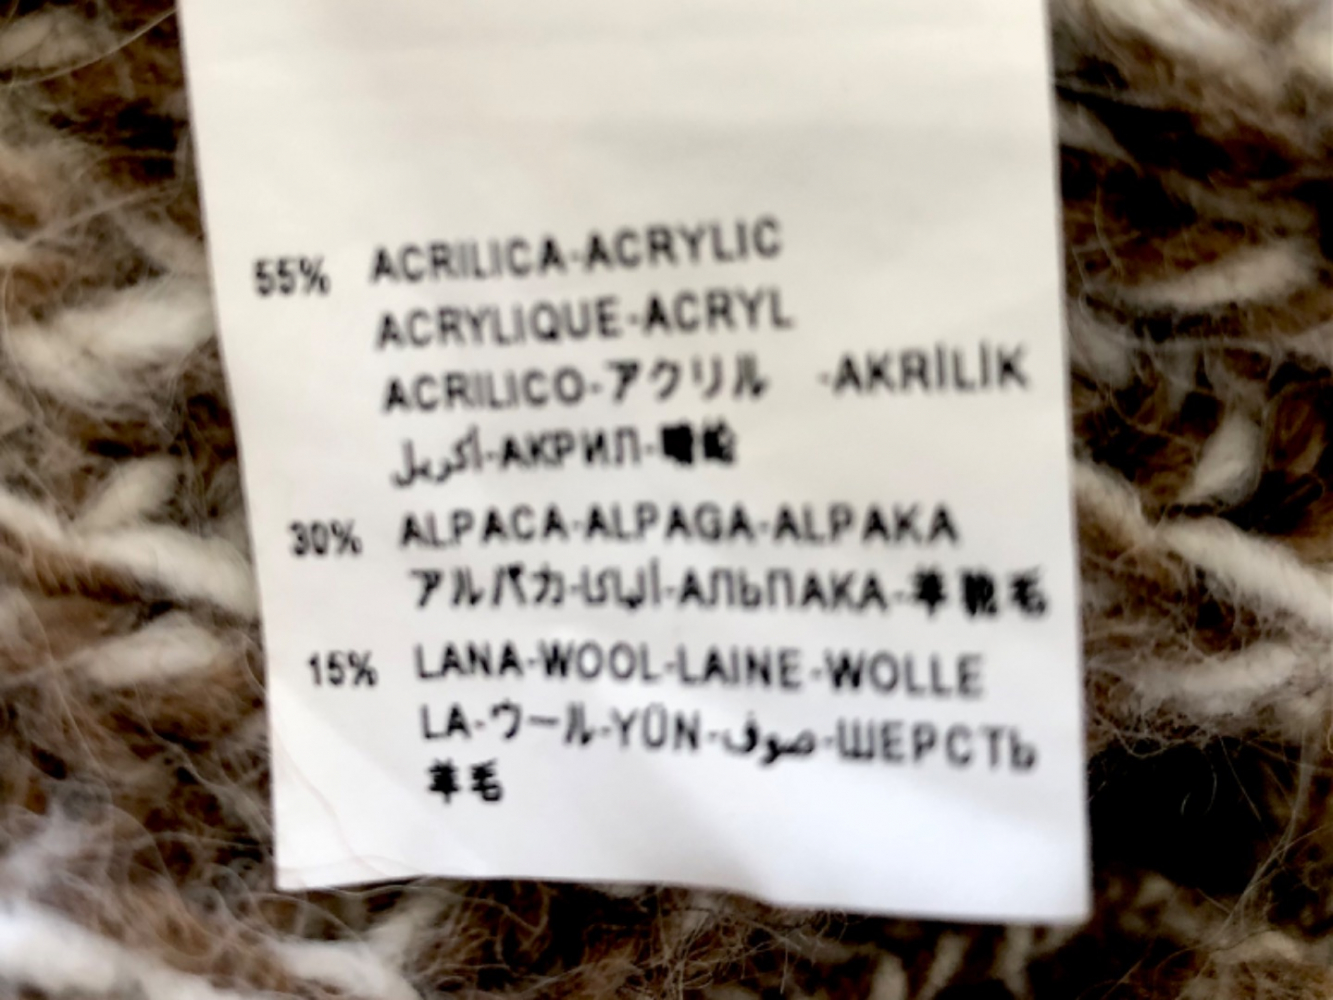 55% ACRILICA-ACRYLIC
ACRYLIQUE-ACRYL
ACRILICO-アクリル -AKRİLİK
أكريل-АКРИЛ-
30% ALPACA-ALPAGA-ALPAKA
アルパカ-ألباكا-АЛЬПАКА-羊驼毛
15% LANA-WOOL-LAINE-WOLLE
LA-ウール-YÜN-صوف-ШЕРСТЬ
羊毛